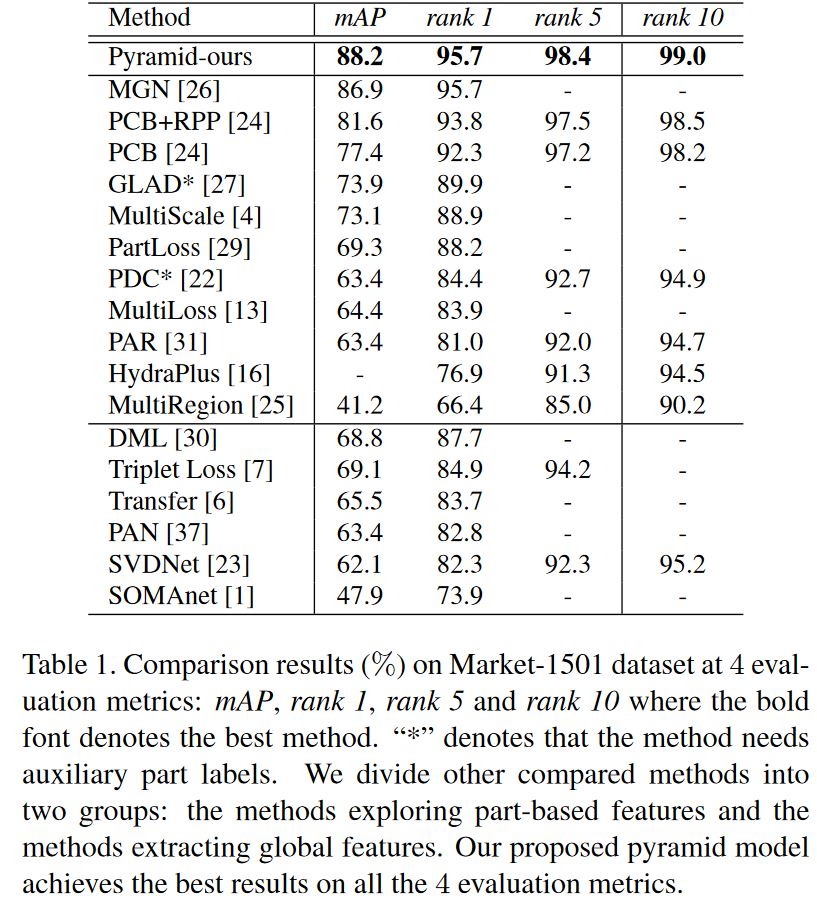 Method mAP rank 1 rank 5 rank 10
Pyramid-ours 88.2 95.7 98.4 99.0
MGN [26] 86.9 95.7 - -
PCB+RPP [24] 81.6 93.8 97.5 98.5
PCB [24] 77.4 92.3 97.2 98.2
GLAD* [27] 73.9 89.9 - -
MultiScale [4] 73.1 88.9 - -
PartLoss [29] 69.3 88.2 - -
PDC* [22] 63.4 84.4 92.7 94.9
MultiLoss [13] 64.4 83.9 - -
PAR [31] 63.4 81.0 92.0 94.7
HydraPlus [16] - 76.9 91.3 94.5
MultiRegion [25] 41.2 66.4 85.0 90.2
DML [30] 68.8 87.7 - -
Triplet Loss [7] 69.1 84.9 94.2 -
Transfer [6] 65.5 83.7 - -
PAN [37] 63.4 82.8 - -
SVDNet [23] 62.1 82.3 92.3 95.2
SOMAnet [1] 47.9 73.9 - -
Table 1. Comparison results (%) on Market-1501 dataset at 4 eval-
uation metrics: mAP, rank 1, rank 5 and rank 10 where the bold
font denotes the best method. “*” denotes that the method needs
auxiliary part labels. We divide other compared methods into
two groups: the methods exploring part-based features and the
methods extracting global features. Our proposed pyramid model
achieves the best results on all the 4 evaluation metrics.